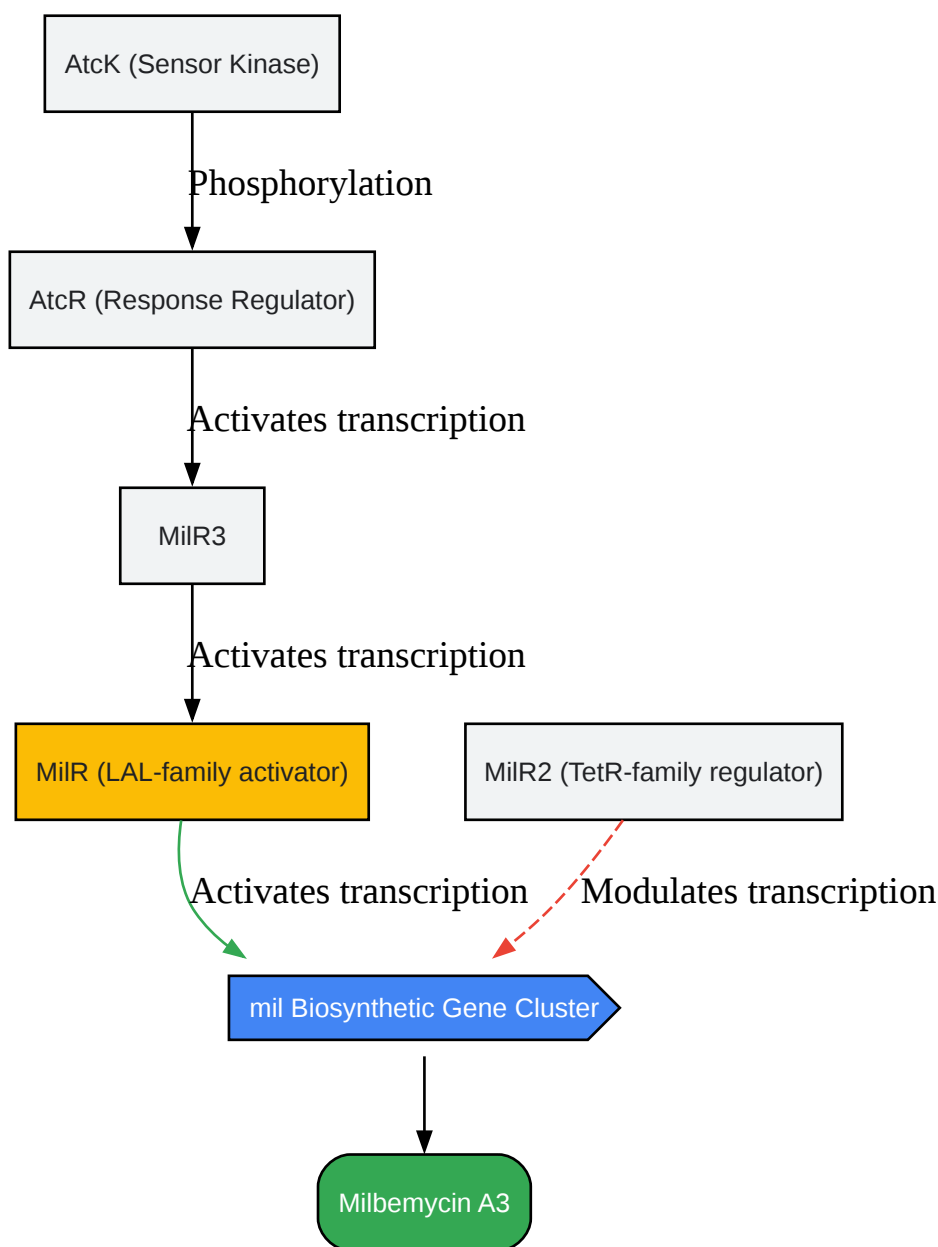 AtcK (Sensor Kinase)
Phosphorylation
AtcR (Response Regulator)
Activates transcription
MilR3
Activates transcription
MilR (LAL-family activator)
MilR2 (TetR-family regulator)
Activates transcription
Modulates transcription
mil Biosynthetic Gene Cluster
Milbemycin A3